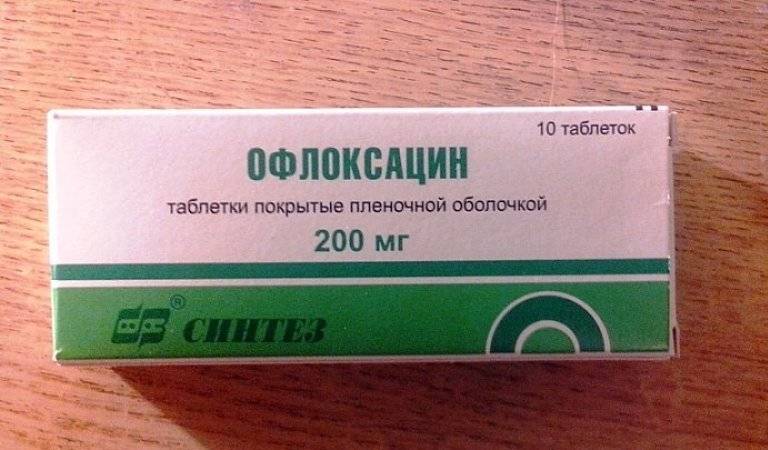 10 таблеток
ОФЛОКСАЦИН
таблетки покрытые пленочной оболочкой
200 мг
® СИНТЕЗ